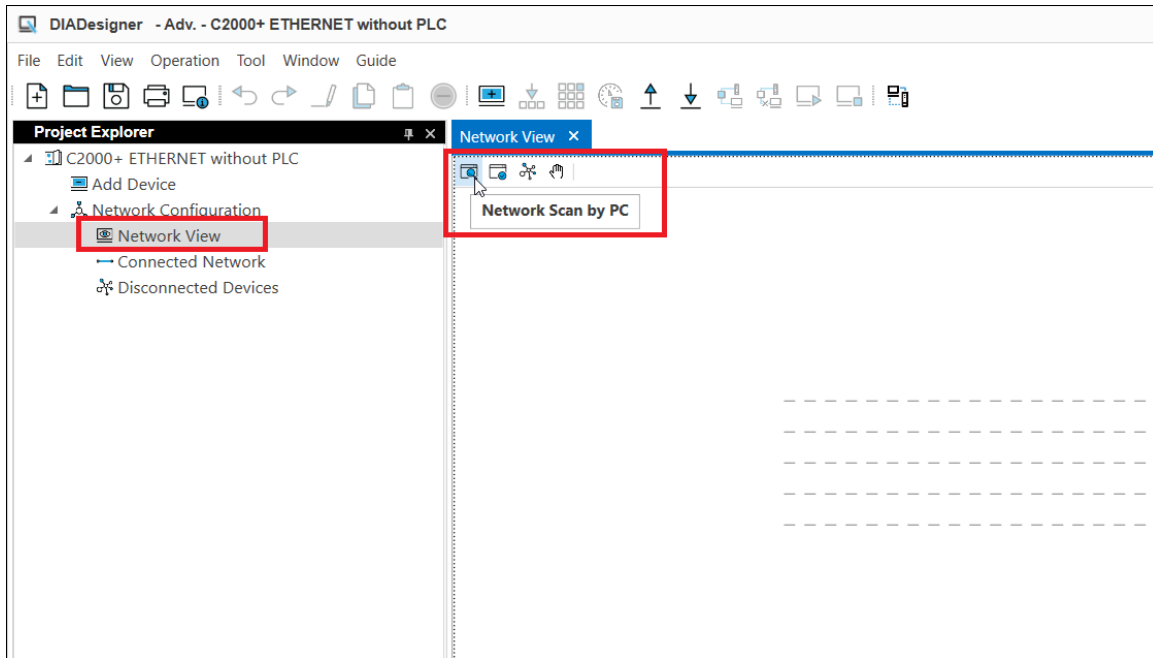 DIADesigner - Adv. - C2000+ ETHERNET without PLC
File Edit View Operation Tool Window Guide
Project Explorer
Network View
C2000+ ETHERNET without PLC
Add Device
Network Scan by PC
Network Configuration
Network View
Connected Network
Disconnected Devices